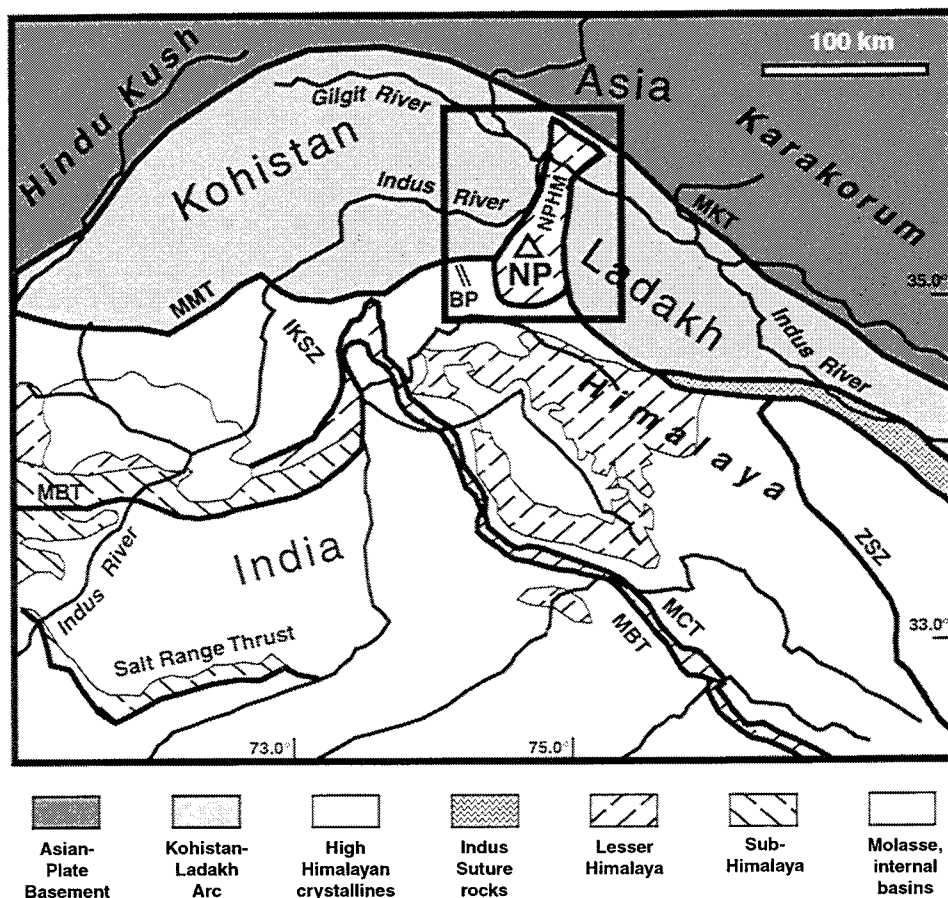 100 km
Asia
Hindu Kush
Gilgit River
Karakorum
Kohistan
Indus River
NPHM
MKT
NP
BP
Ladakh
35.0°
MMT
IKSZ
Indus River
Himalaya
MBT
ZSZ
India
Indus River
MCT
MBT
33.0°
Salt Range Thrust
73.0°
75.0°
Asian-
Plate
Basement
Kohistan-
Ladakh
Arc
High
Himalayan
crystallines
Indus
Suture
rocks
Lesser
Himalaya
Sub-
Himalaya
Molasse,
internal
basins